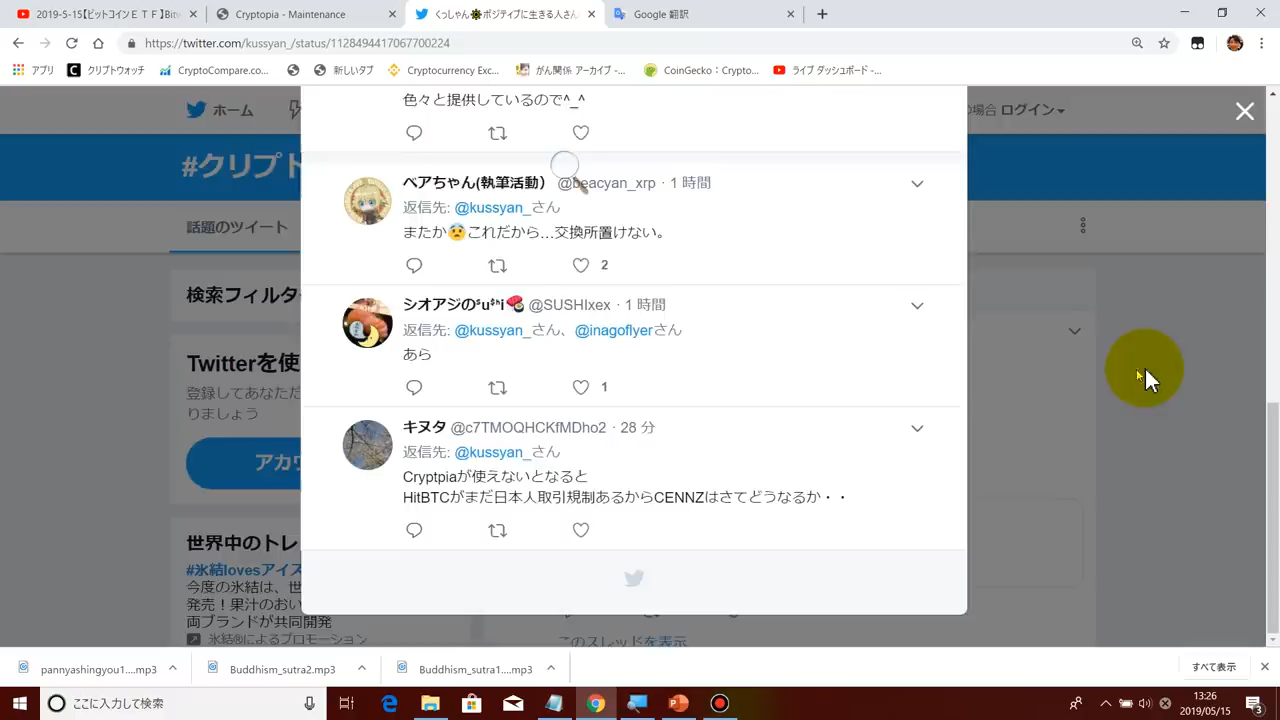 2019-5-15【ビットコインＥＴＦ】Bit
Cryptopia - Maintenance
くっしゃん☸ポジティブに生きる人さん
Google 翻訳
https://twitter.com/kussyan_/status/1128494417067700224
アプリ
クリプトウォッチ
CryptoCompare.co...
新しいタブ
Cryptocurrency Exc...
がん関係 アーカイブ -...
CoinGecko：Crypto...
ライブ ダッシュボード -...
ホーム
の場合 ログイン
#クリプト
話題のツイート
検索フィルタ
Twitterを使
登録してあなただ
りましょう
アカウ
世界中のトレ
#氷結lovesアイス
今度の氷結は、世
発売！果汁のおい
両ブランドが共同開発
氷結®によるプロモーション
このスレッドを表示
色々と提供しているので^_^
ベアちゃん(執筆活動） @beacyan_xrp · 1 時間
返信先: @kussyan_さん
またか😨これだから…交換所置けない。
2
シオアジのˢu$ʰi🍣 @SUSHIxex · 1 時間
返信先: @kussyan_さん、@inagoflyerさん
あら
1
キヌタ @c7TMOQHCKfMDho2 · 28 分
返信先: @kussyan_さん
Cryptpiaが使えないとなると
HitBTCがまだ日本人取引規制あるからCENNZはさてどうなるか・・
pannyashingyou1....mp3
Buddhism_sutra2.mp3
Buddhism_sutra1....mp3
すべて表示
ここに入力して検索
13:26
2019/05/15
3